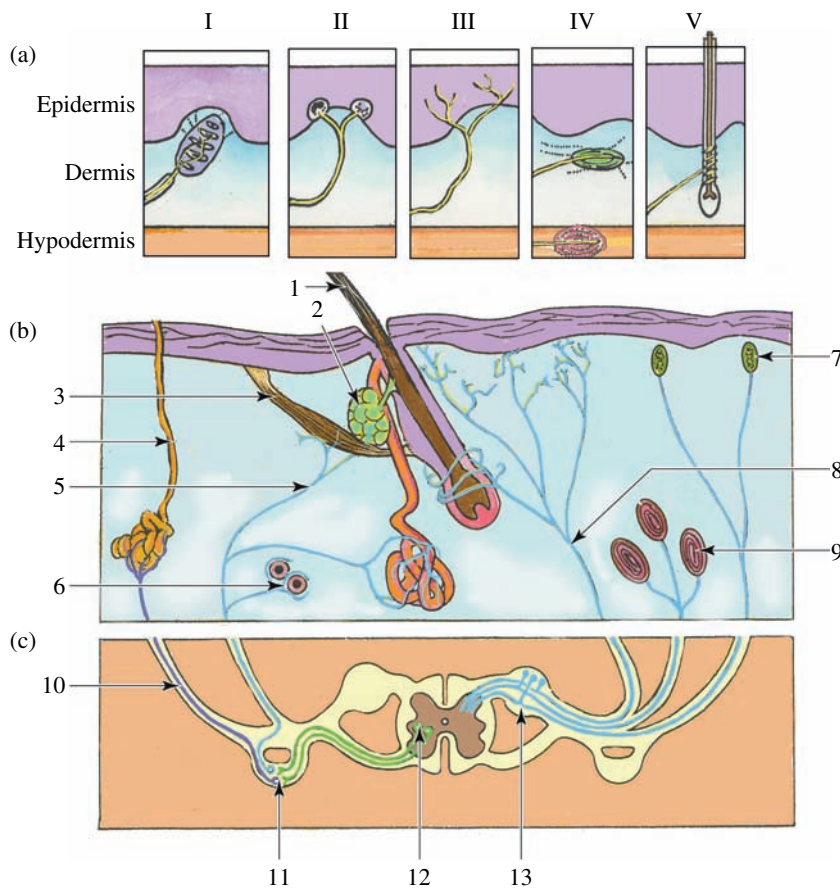 I II III IV V
(a)
Epidermis
Dermis
Hypodermis
1
2
(b)
7
3
4
8
5
9
6
(c)
10
11 12 13